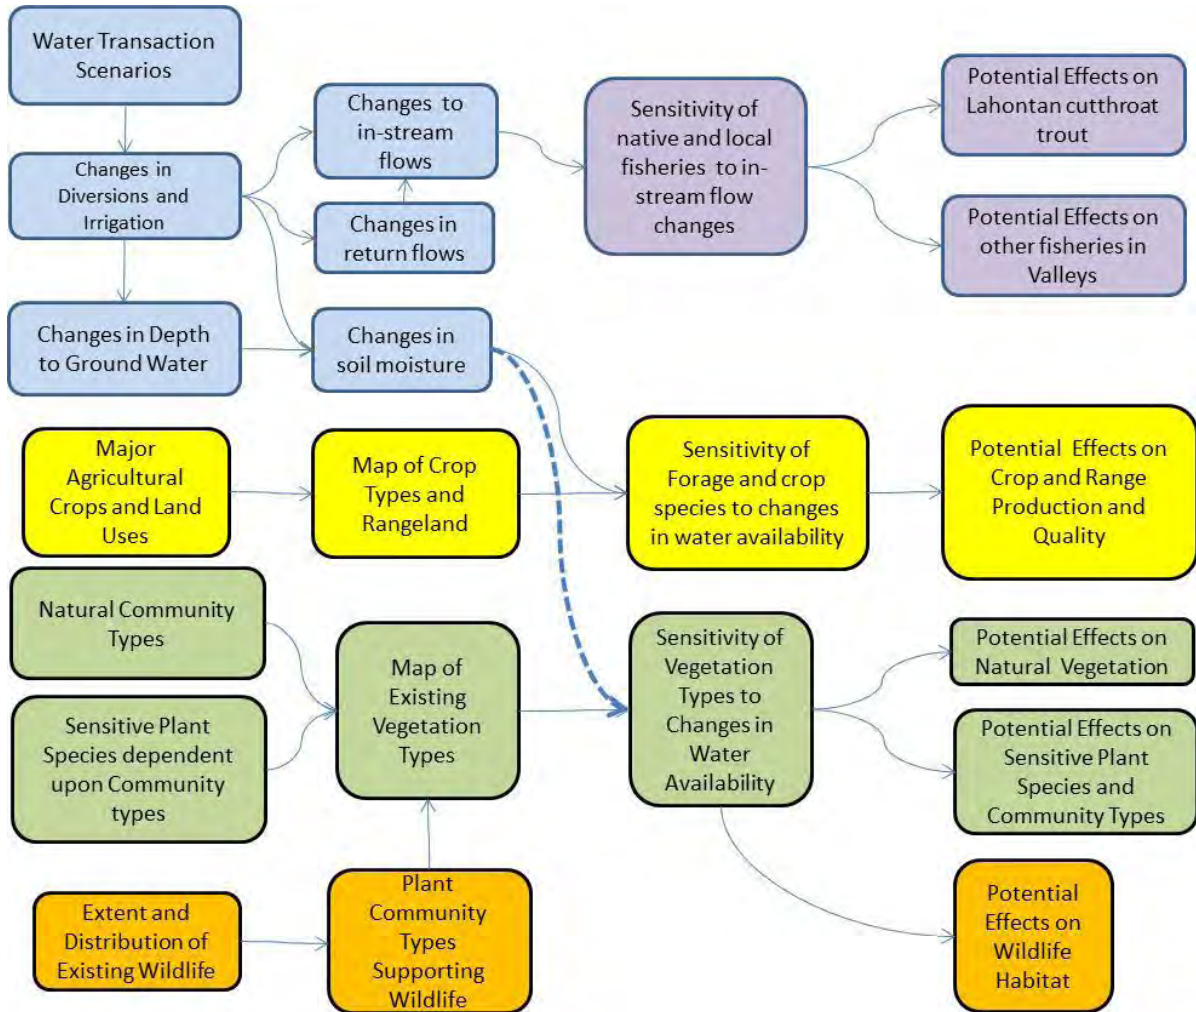 Water Transaction
Scenarios
Changes in
Diversions and
Irrigation
Changes in Depth
to Ground Water
Changes to
in-stream
flows
Changes in
return flows
Changes in
soil moisture
Sensitivity of
native and local
fisheries to in-
stream flow
changes
Potential Effects on
Lahontan cutthroat
trout
Potential Effects on
other fisheries in
Valleys
Major
Agricultural
Crops and Land
Uses
Map of Crop
Types and
Rangeland
Sensitivity of
Forage and crop
species to changes
in water availability
Potential Effects on
Crop and Range
Production and
Quality
Natural Community
Types
Sensitive Plant
Species dependent
upon Community
types
Map of
Existing
Vegetation
Types
Sensitivity of
Vegetation
Types to
Changes in
Water
Availability
Potential Effects on
Natural Vegetation
Potential Effects on
Sensitive Plant
Species and
Community Types
Extent and
Distribution of
Existing Wildlife
Plant
Community
Types
Supporting
Wildlife
Potential
Effects on
Wildlife
Habitat